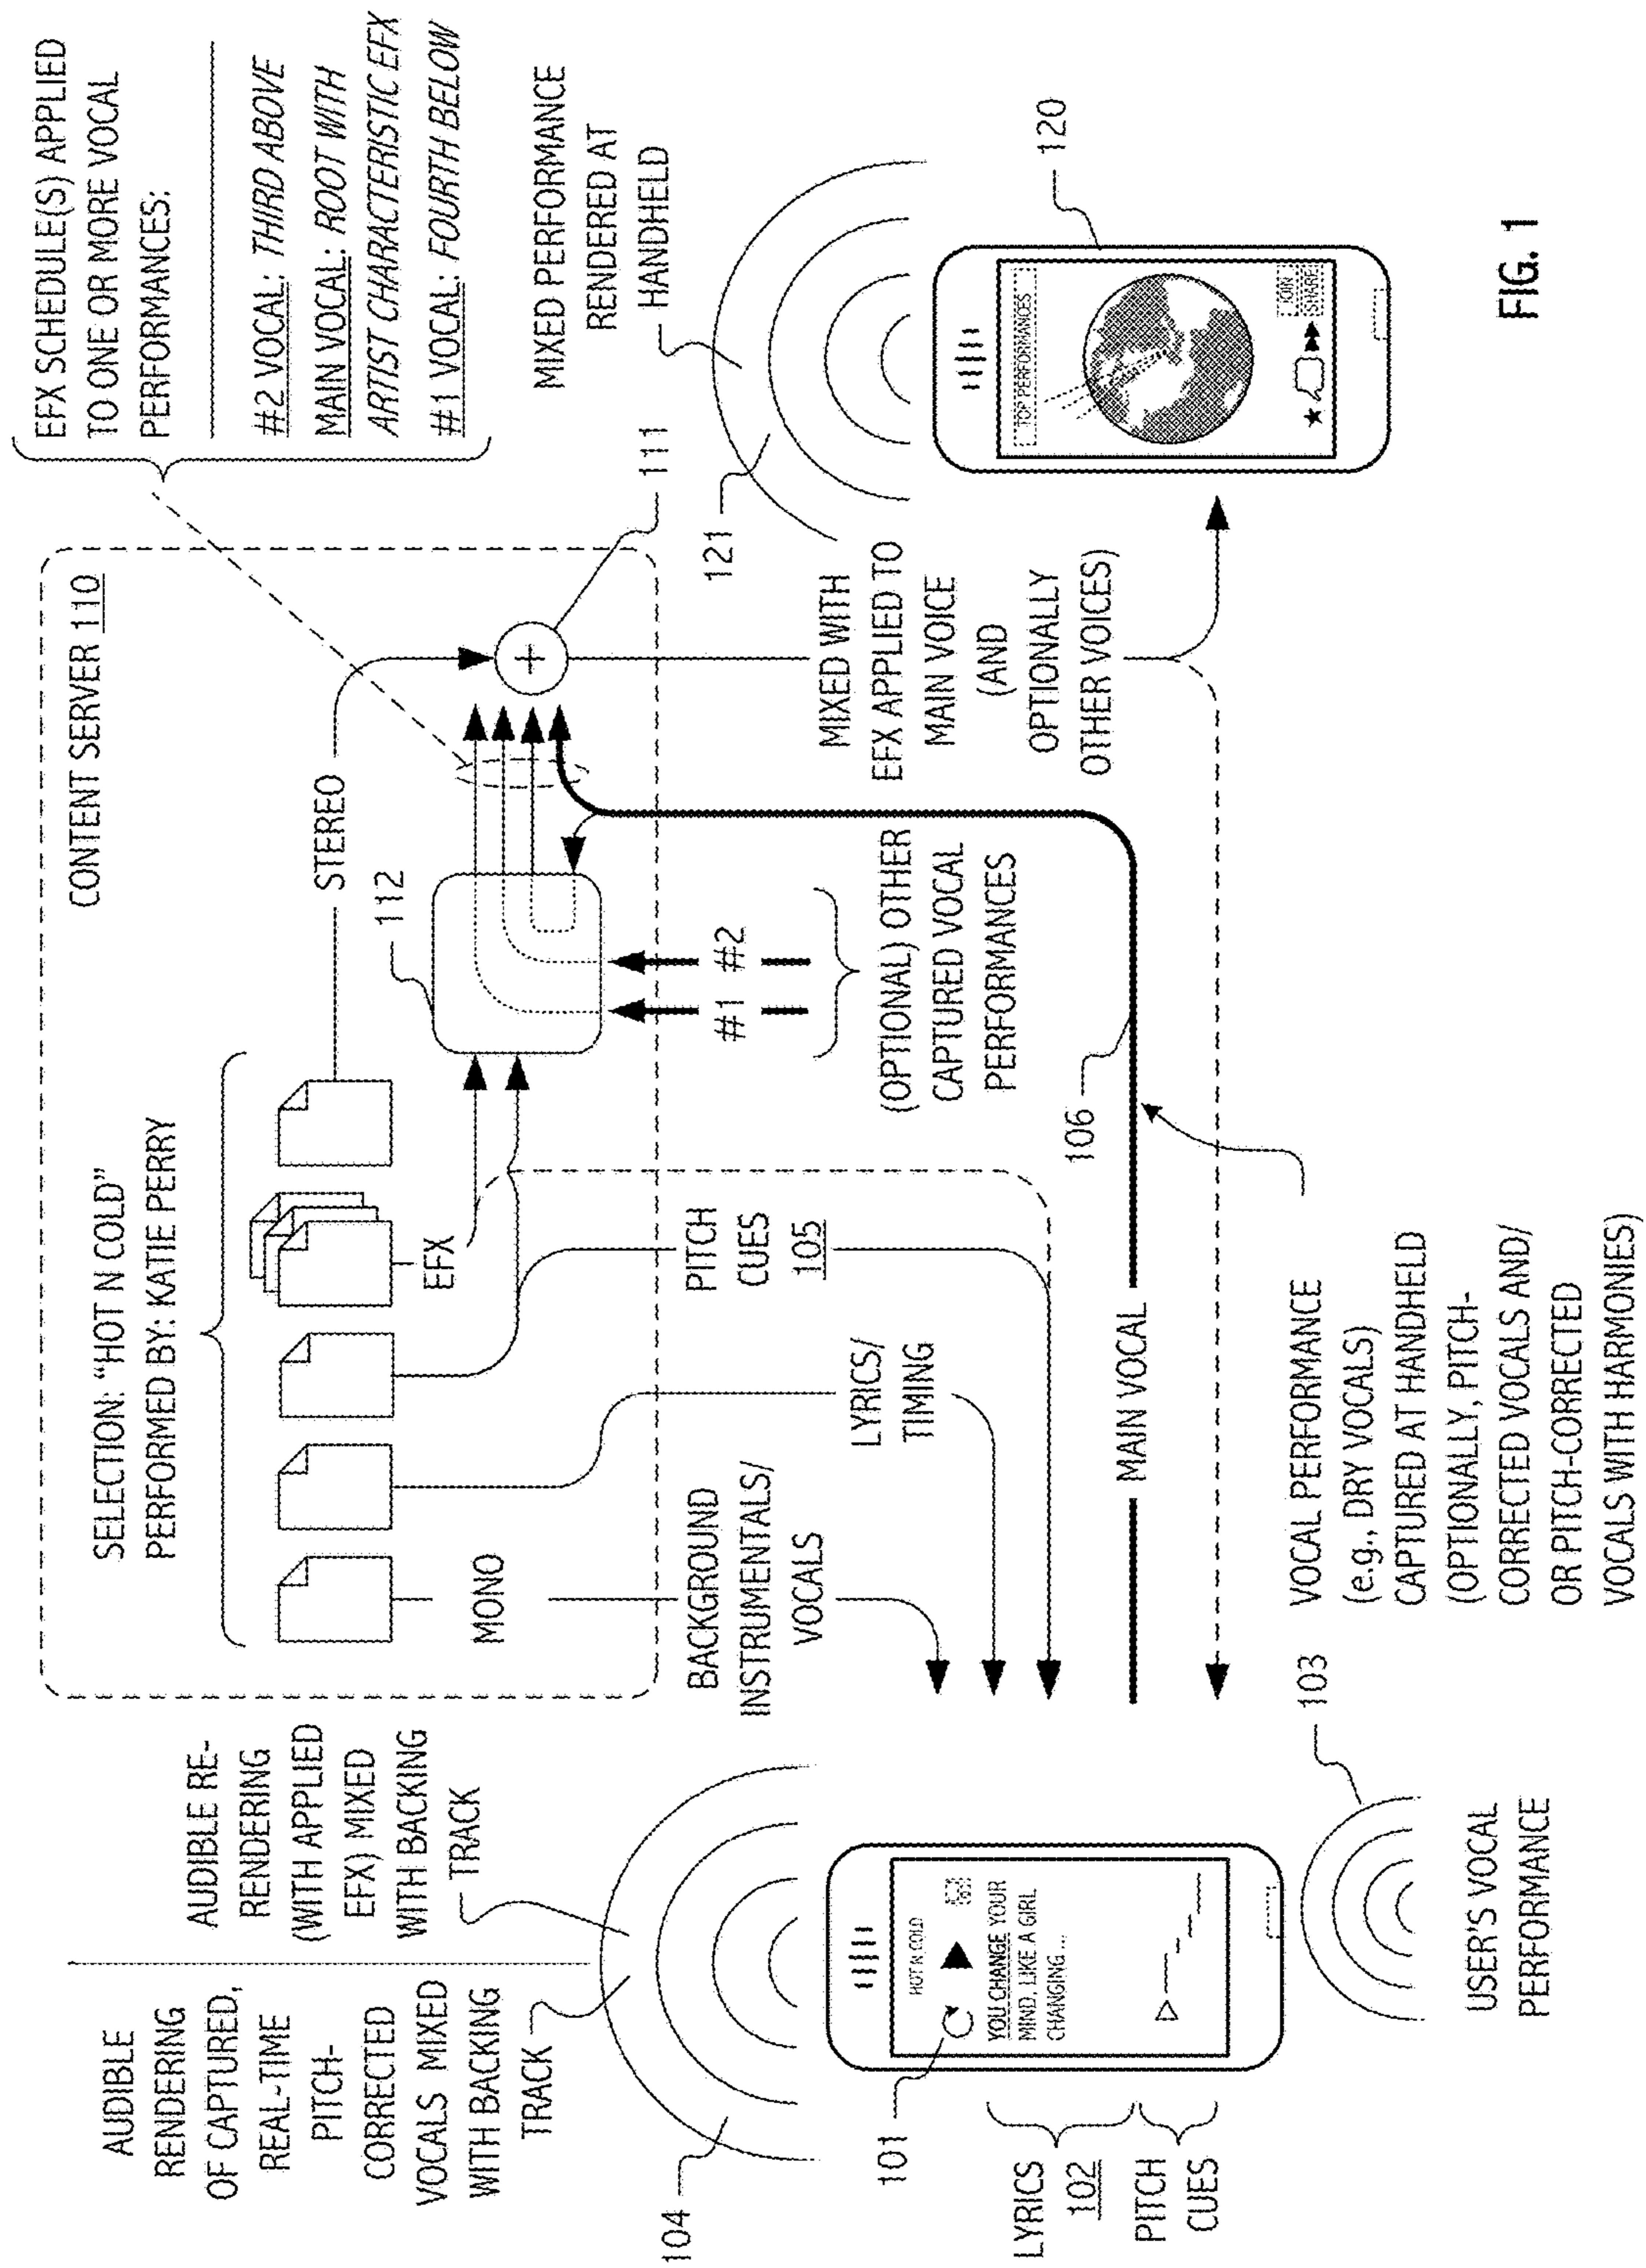 AUDIBLE
RENDERING
OF CAPTURED,
REAL-TIME
PITCH-
CORRECTED
VOCALS MIXED
WITH BACKING
TRACK
AUDIBLE RE-
RENDERING
(WITH APPLIED
EFX) MIXED
WITH BACKING
TRACK
104
101
HOT N COLD
YOU CHANGE YOUR
MIND, LIKE A GIRL
CHANGING...
LYRICS
102
PITCH
CUES
103
USER'S VOCAL
PERFORMANCE
CONTENT SERVER 110
SELECTION: "HOT N COLD"
PERFORMED BY: KATIE PERRY
MONO
EFX
STEREO
112
BACKGROUND
INSTRUMENTALS/
VOCALS
LYRICS/
TIMING
PITCH
CUES
105
#1 #2
(OPTIONAL) OTHER
CAPTURED VOCAL
PERFORMANCES
MAIN VOCAL
106
VOCAL PERFORMANCE
(e.g., DRY VOCALS)
CAPTURED AT HANDHELD
(OPTIONALLY, PITCH-
CORRECTED VOCALS AND/
OR PITCH-CORRECTED
VOCALS WITH HARMONIES)
EFX SCHEDULE(S) APPLIED
TO ONE OR MORE VOCAL
PERFORMANCES:
#2 VOCAL: THIRD ABOVE
MAIN VOCAL: ROOT WITH
ARTIST CHARACTERISTIC EFX
#1 VOCAL: FOURTH BELOW
+
111
MIXED WITH
EFX APPLIED TO
MAIN VOICE
(AND
OPTIONALLY
OTHER VOICES)
MIXED PERFORMANCE
RENDERED AT
HANDHELD
121
120
TOP PERFORMANCES
JOIN
SHARE
FIG. 1